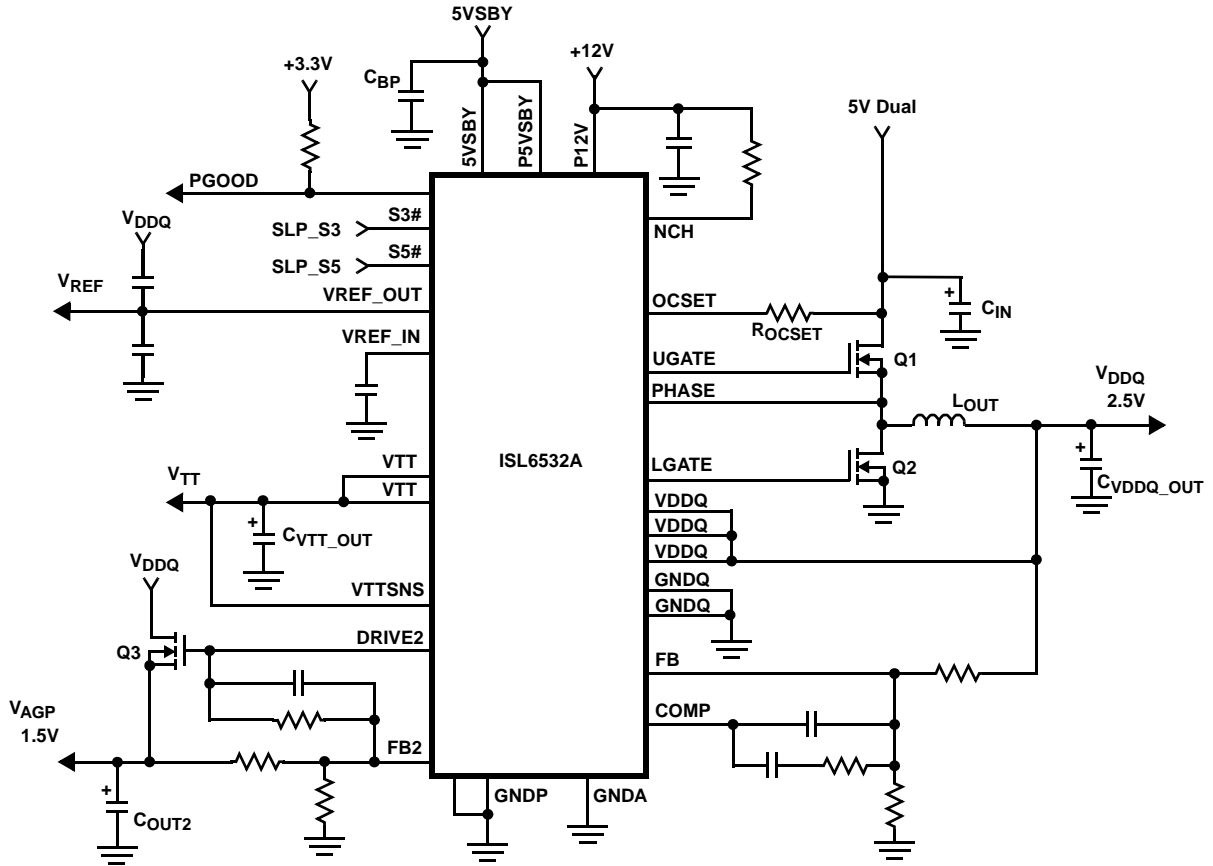 5VSBY
+12V
+3.3V
CBP
5V Dual
5VSBY
P5VSBY
P12V
PGOOD
S3#
SLP_S3
VDDQ
NCH
S5#
SLP_S5
VREF
VREF_OUT
OCSET
ROCSET
CIN
VREF_IN
UGATE
Q1
PHASE
VDDQ
2.5V
LOUT
ISL6532A
VTT
LGATE
Q2
CVDDQ_OUT
VTT
VTT
VDDQ
VDDQ
VDDQ
CVTT_OUT
VDDQ
GNDQ
GNDQ
VTTSNS
DRIVE2
Q3
FB
VAGP
1.5V
COMP
FB2
GNDP
GNDA
COUT2
+
+
+
+